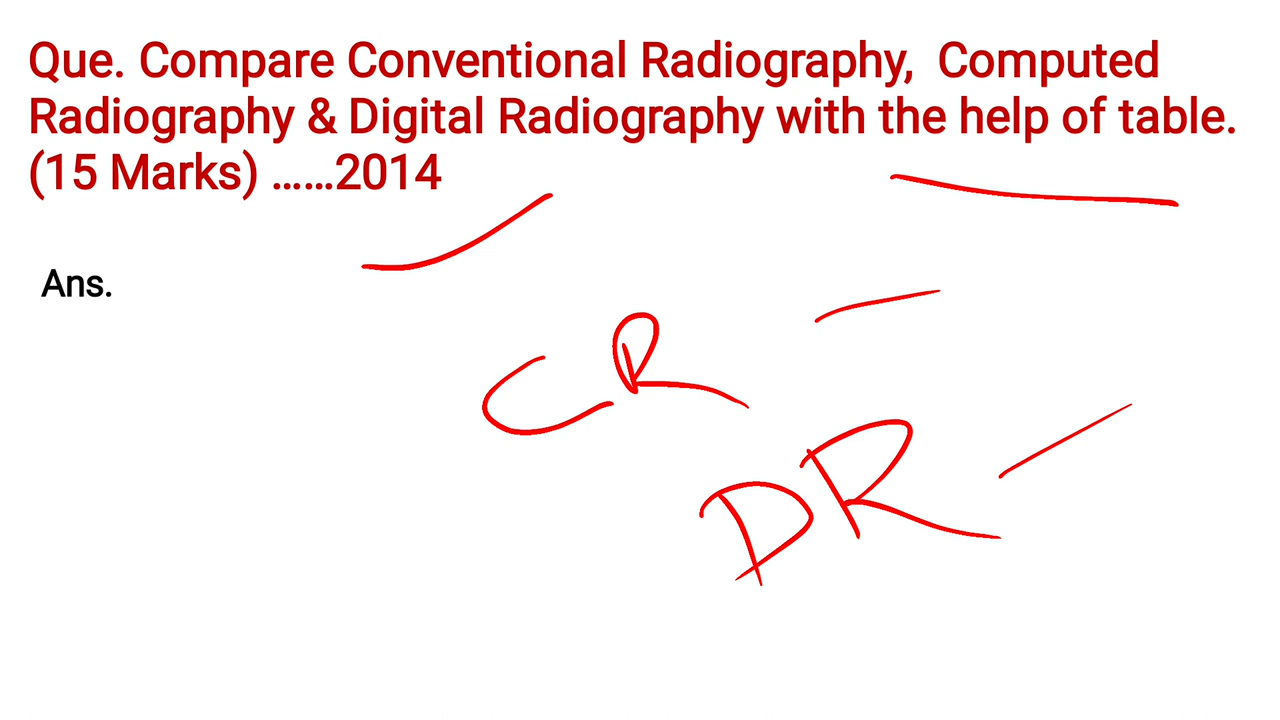 Que. Compare Conventional Radiography, Computed
Radiography & Digital Radiography with the help of table.
(15 Marks) ......2014
Ans.
CR
DR